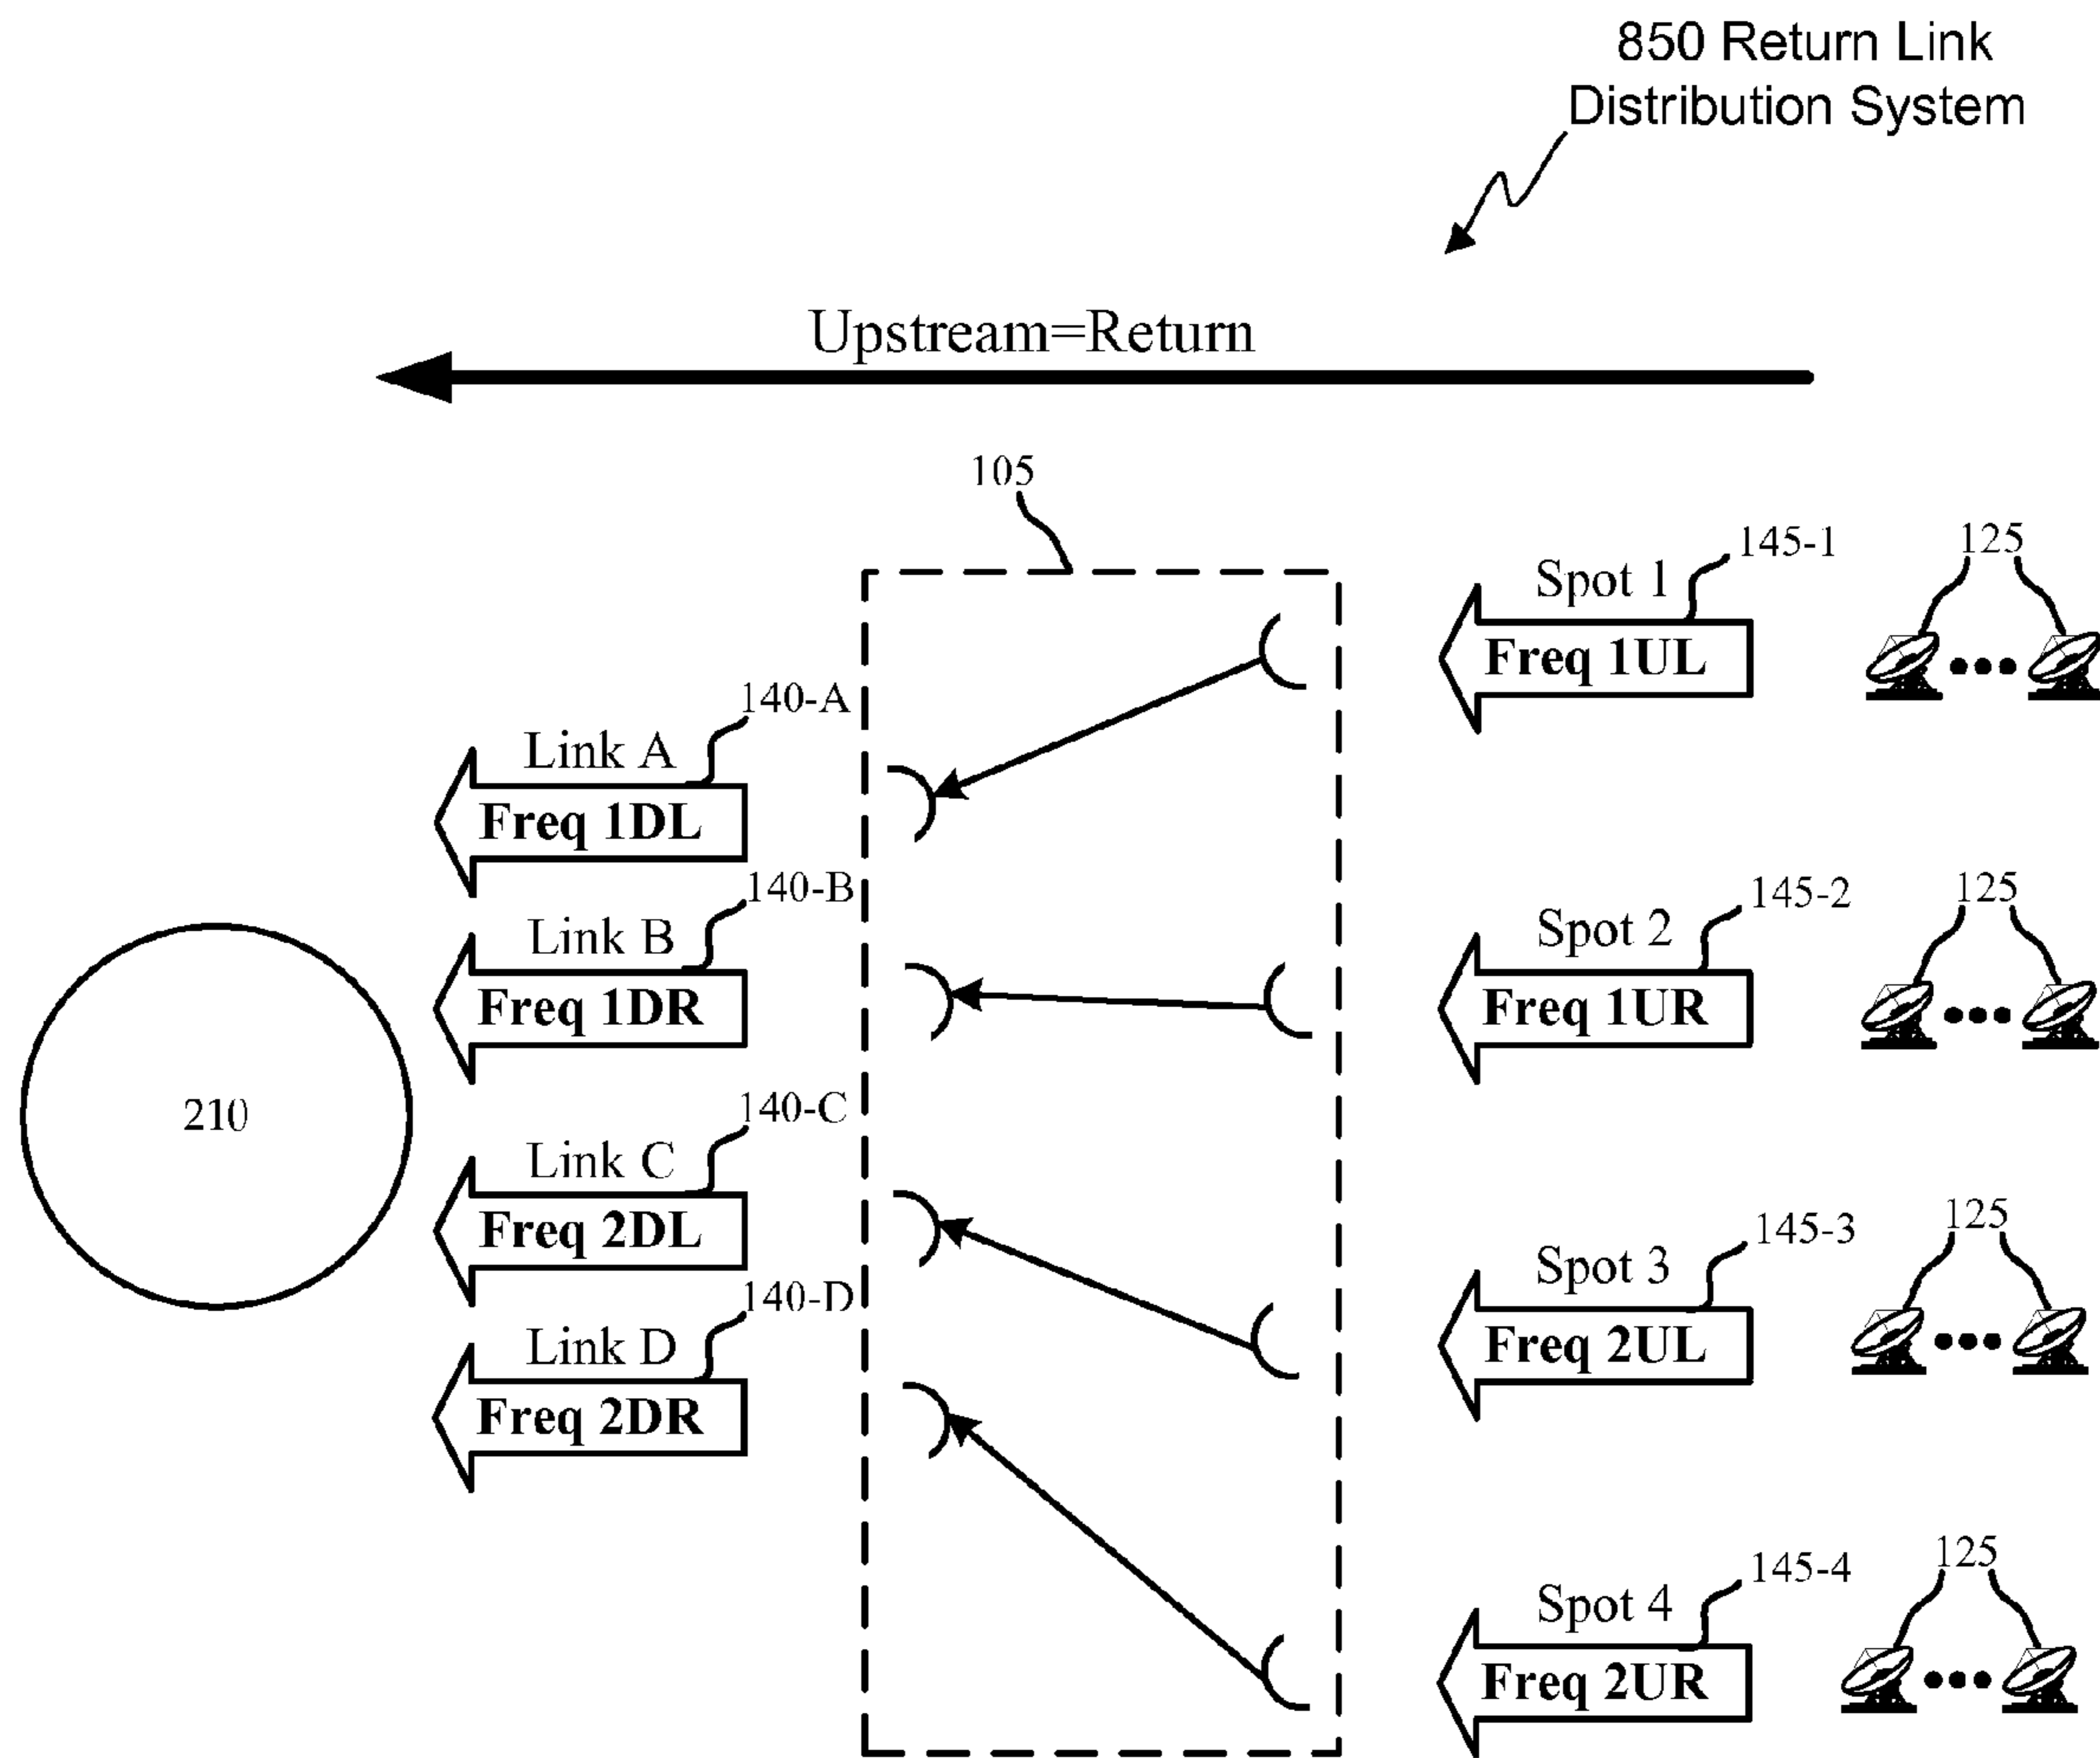 850 Return Link
Distribution System
Upstream=Return
105
145-1
125
Spot 1
Freq 1UL
140-A
Link A
Freq 1DL
140-B
145-2
125
Link B
Spot 2
Freq 1DR
Freq 1UR
210
140-C
Link C
125
145-3
Freq 2DL
Spot 3
140-D
Link D
Freq 2UL
Freq 2DR
125
145-4
Spot 4
Freq 2UR